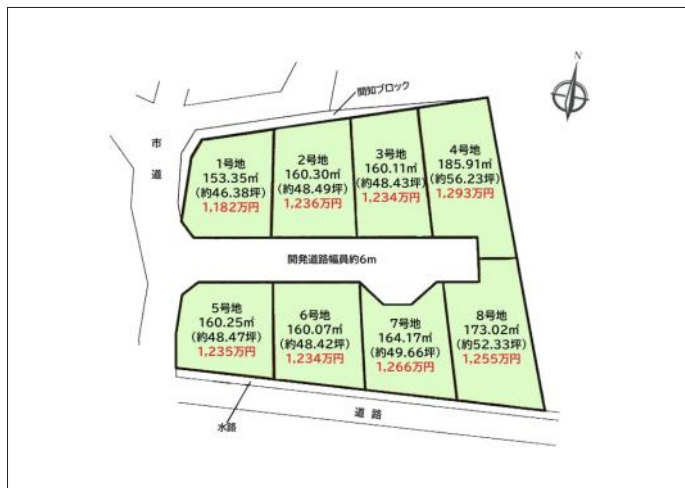 N
間知ブロック
市道
1号地
153.35㎡
(約46.38坪)
1,182万円
2号地
160.30㎡
(約48.49坪)
1,236万円
3号地
160.11㎡
(約48.43坪)
1,234万円
4号地
185.91㎡
(約56.23坪)
1,293万円
開発道路幅員約6m
5号地
160.25㎡
(約48.47坪)
1,235万円
6号地
160.07㎡
(約48.42坪)
1,234万円
7号地
164.17㎡
(約49.66坪)
1,266万円
8号地
173.02㎡
(約52.33坪)
1,255万円
水路
道路